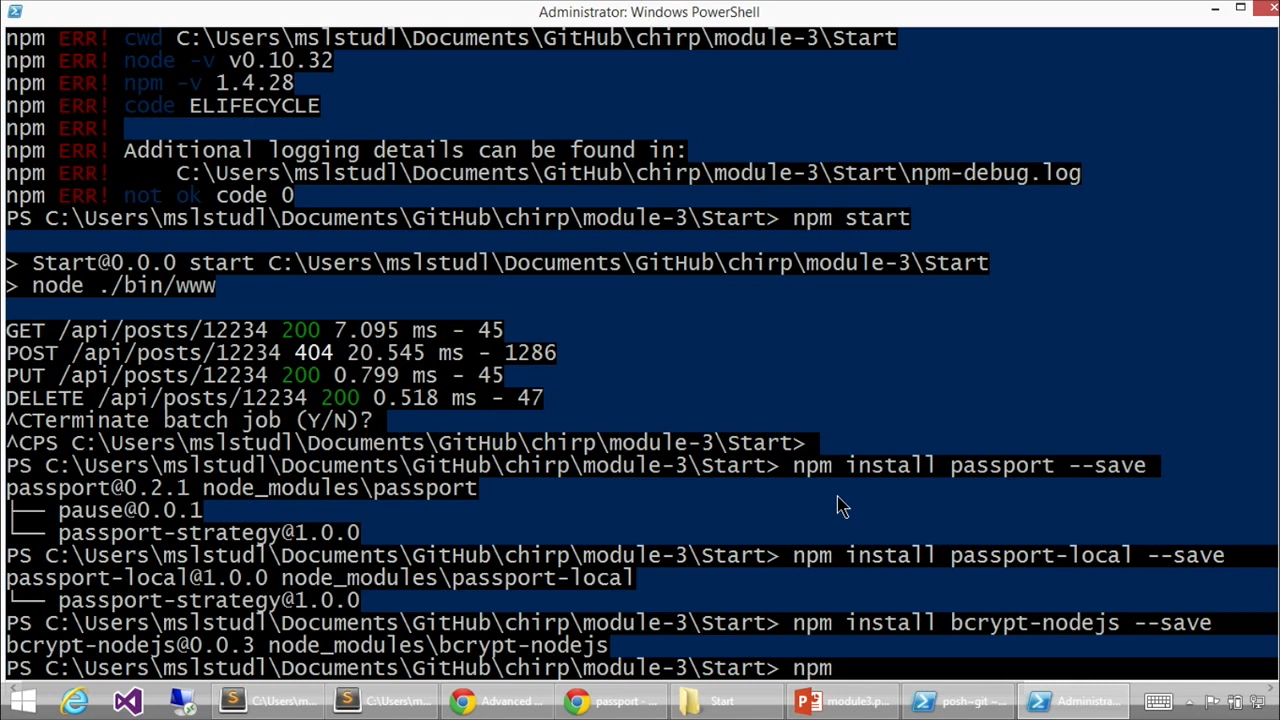 Administrator: Windows PowerShell
npm ERR! cwd C:\Users\mslstudl\Documents\GitHub\chirp\module-3\Start
npm ERR! node -v v0.10.32
npm ERR! npm -v 1.4.28
npm ERR! code ELIFECYCLE
npm ERR!
npm ERR! Additional logging details can be found in:
npm ERR!     C:\Users\mslstudl\Documents\GitHub\chirp\module-3\Start\npm-debug.log
npm ERR! not ok code 0
PS C:\Users\mslstudl\Documents\GitHub\chirp\module-3\Start> npm start
> Start@0.0.0 start C:\Users\mslstudl\Documents\GitHub\chirp\module-3\Start
> node ./bin/www
GET /api/posts/12234 200 7.095 ms - 45
POST /api/posts/12234 404 20.545 ms - 1286
PUT /api/posts/12234 200 0.799 ms - 45
DELETE /api/posts/12234 200 0.518 ms - 47
^CTerminate batch job (Y/N)?
^CPS C:\Users\mslstudl\Documents\GitHub\chirp\module-3\Start>
PS C:\Users\mslstudl\Documents\GitHub\chirp\module-3\Start> npm install passport --save
passport@0.2.1 node_modules\passport
├── pause@0.0.1
└── passport-strategy@1.0.0
PS C:\Users\mslstudl\Documents\GitHub\chirp\module-3\Start> npm install passport-local --save
passport-local@1.0.0 node_modules\passport-local
└── passport-strategy@1.0.0
PS C:\Users\mslstudl\Documents\GitHub\chirp\module-3\Start> npm install bcrypt-nodejs --save
bcrypt-nodejs@0.0.3 node_modules\bcrypt-nodejs
PS C:\Users\mslstudl\Documents\GitHub\chirp\module-3\Start> npm
C:\Users\m... C:\Users\m... Advanced ... passport - ... Start module3.p... posh~git ~... Administra...